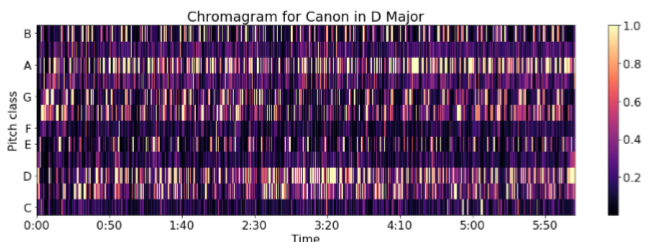 Chromagram for Canon in D Major
Pitch class
B
A
G
F
E
D
C
0:00 0:50 1:40 2:30 3:20 4:10 5:00 5:50
Time
1.0
0.8
0.6
0.4
0.2